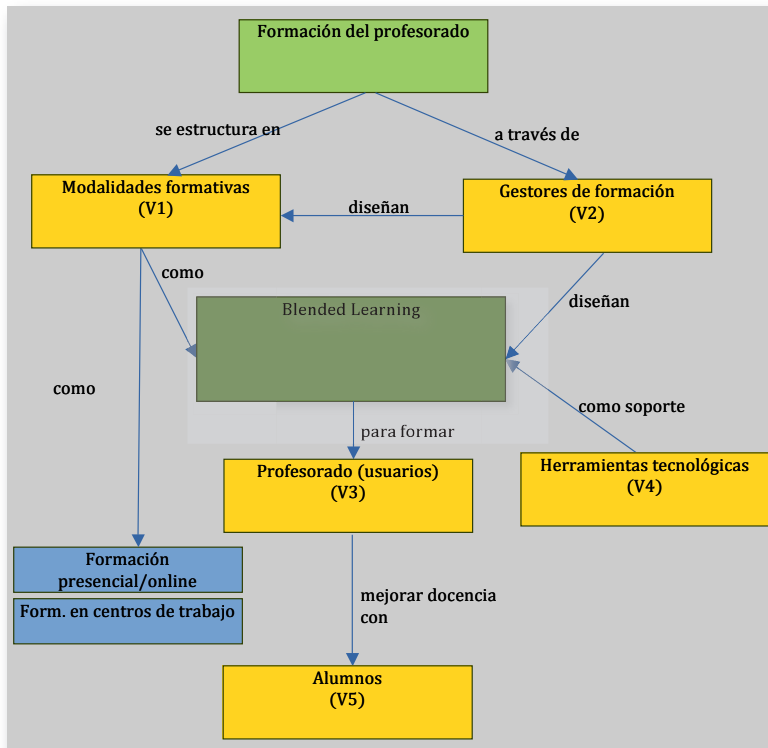 Formación del profesorado
se estructura en
a través de
Modalidades formativas
(V1)
diseñan
Gestores de formación
(V2)
como
diseñan
Blended Learning
como
como soporte
para formar
Profesorado (usuarios)
(V3)
Herramientas tecnológicas
(V4)
Formación
presencial/online
Form. en centros de trabajo
mejorar docencia
con
Alumnos
(V5)